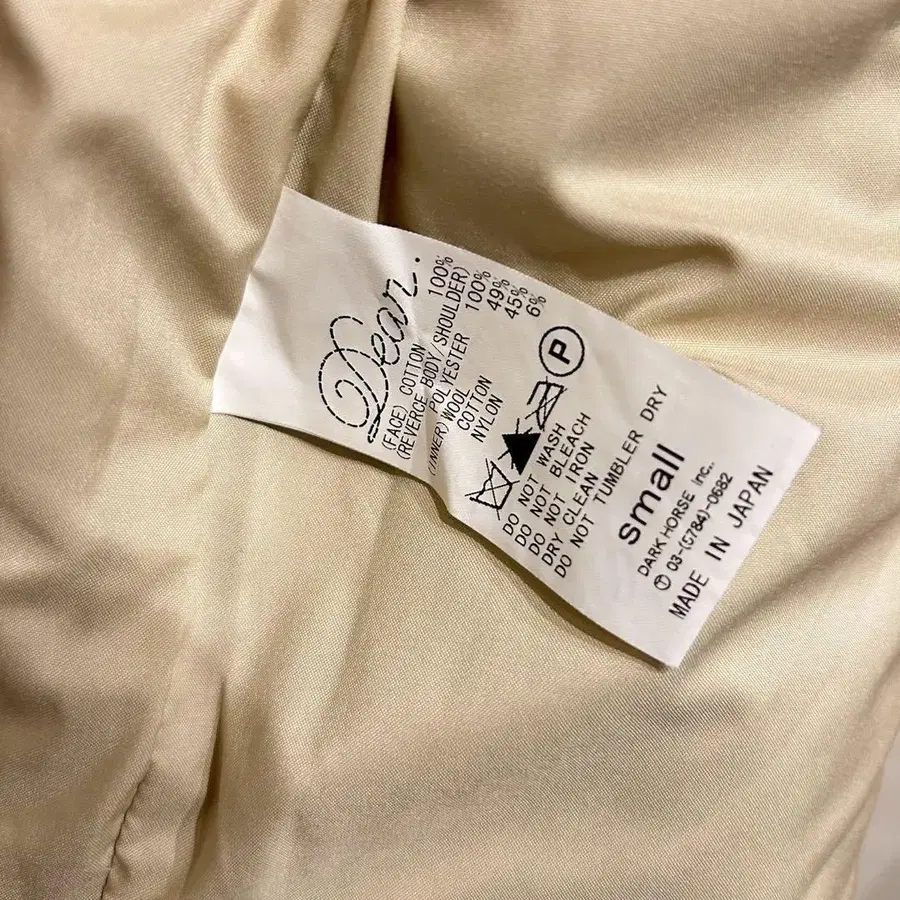 Dear.
(FACE) COTTON 100%
(REVERCE BODY/SHOULDER)
POLYESTER 100%
(INNER) WOOL 49%
COTTON 45%
NYLON 6%
P
DO NOT WASH
DO NOT BLEACH
DO NOT IRON
DRY CLEAN
DO NOT TUMBLER DRY
Small
DARK HORSE Inc..
Ⓣ 03-(5784)-0682
MADE IN JAPAN